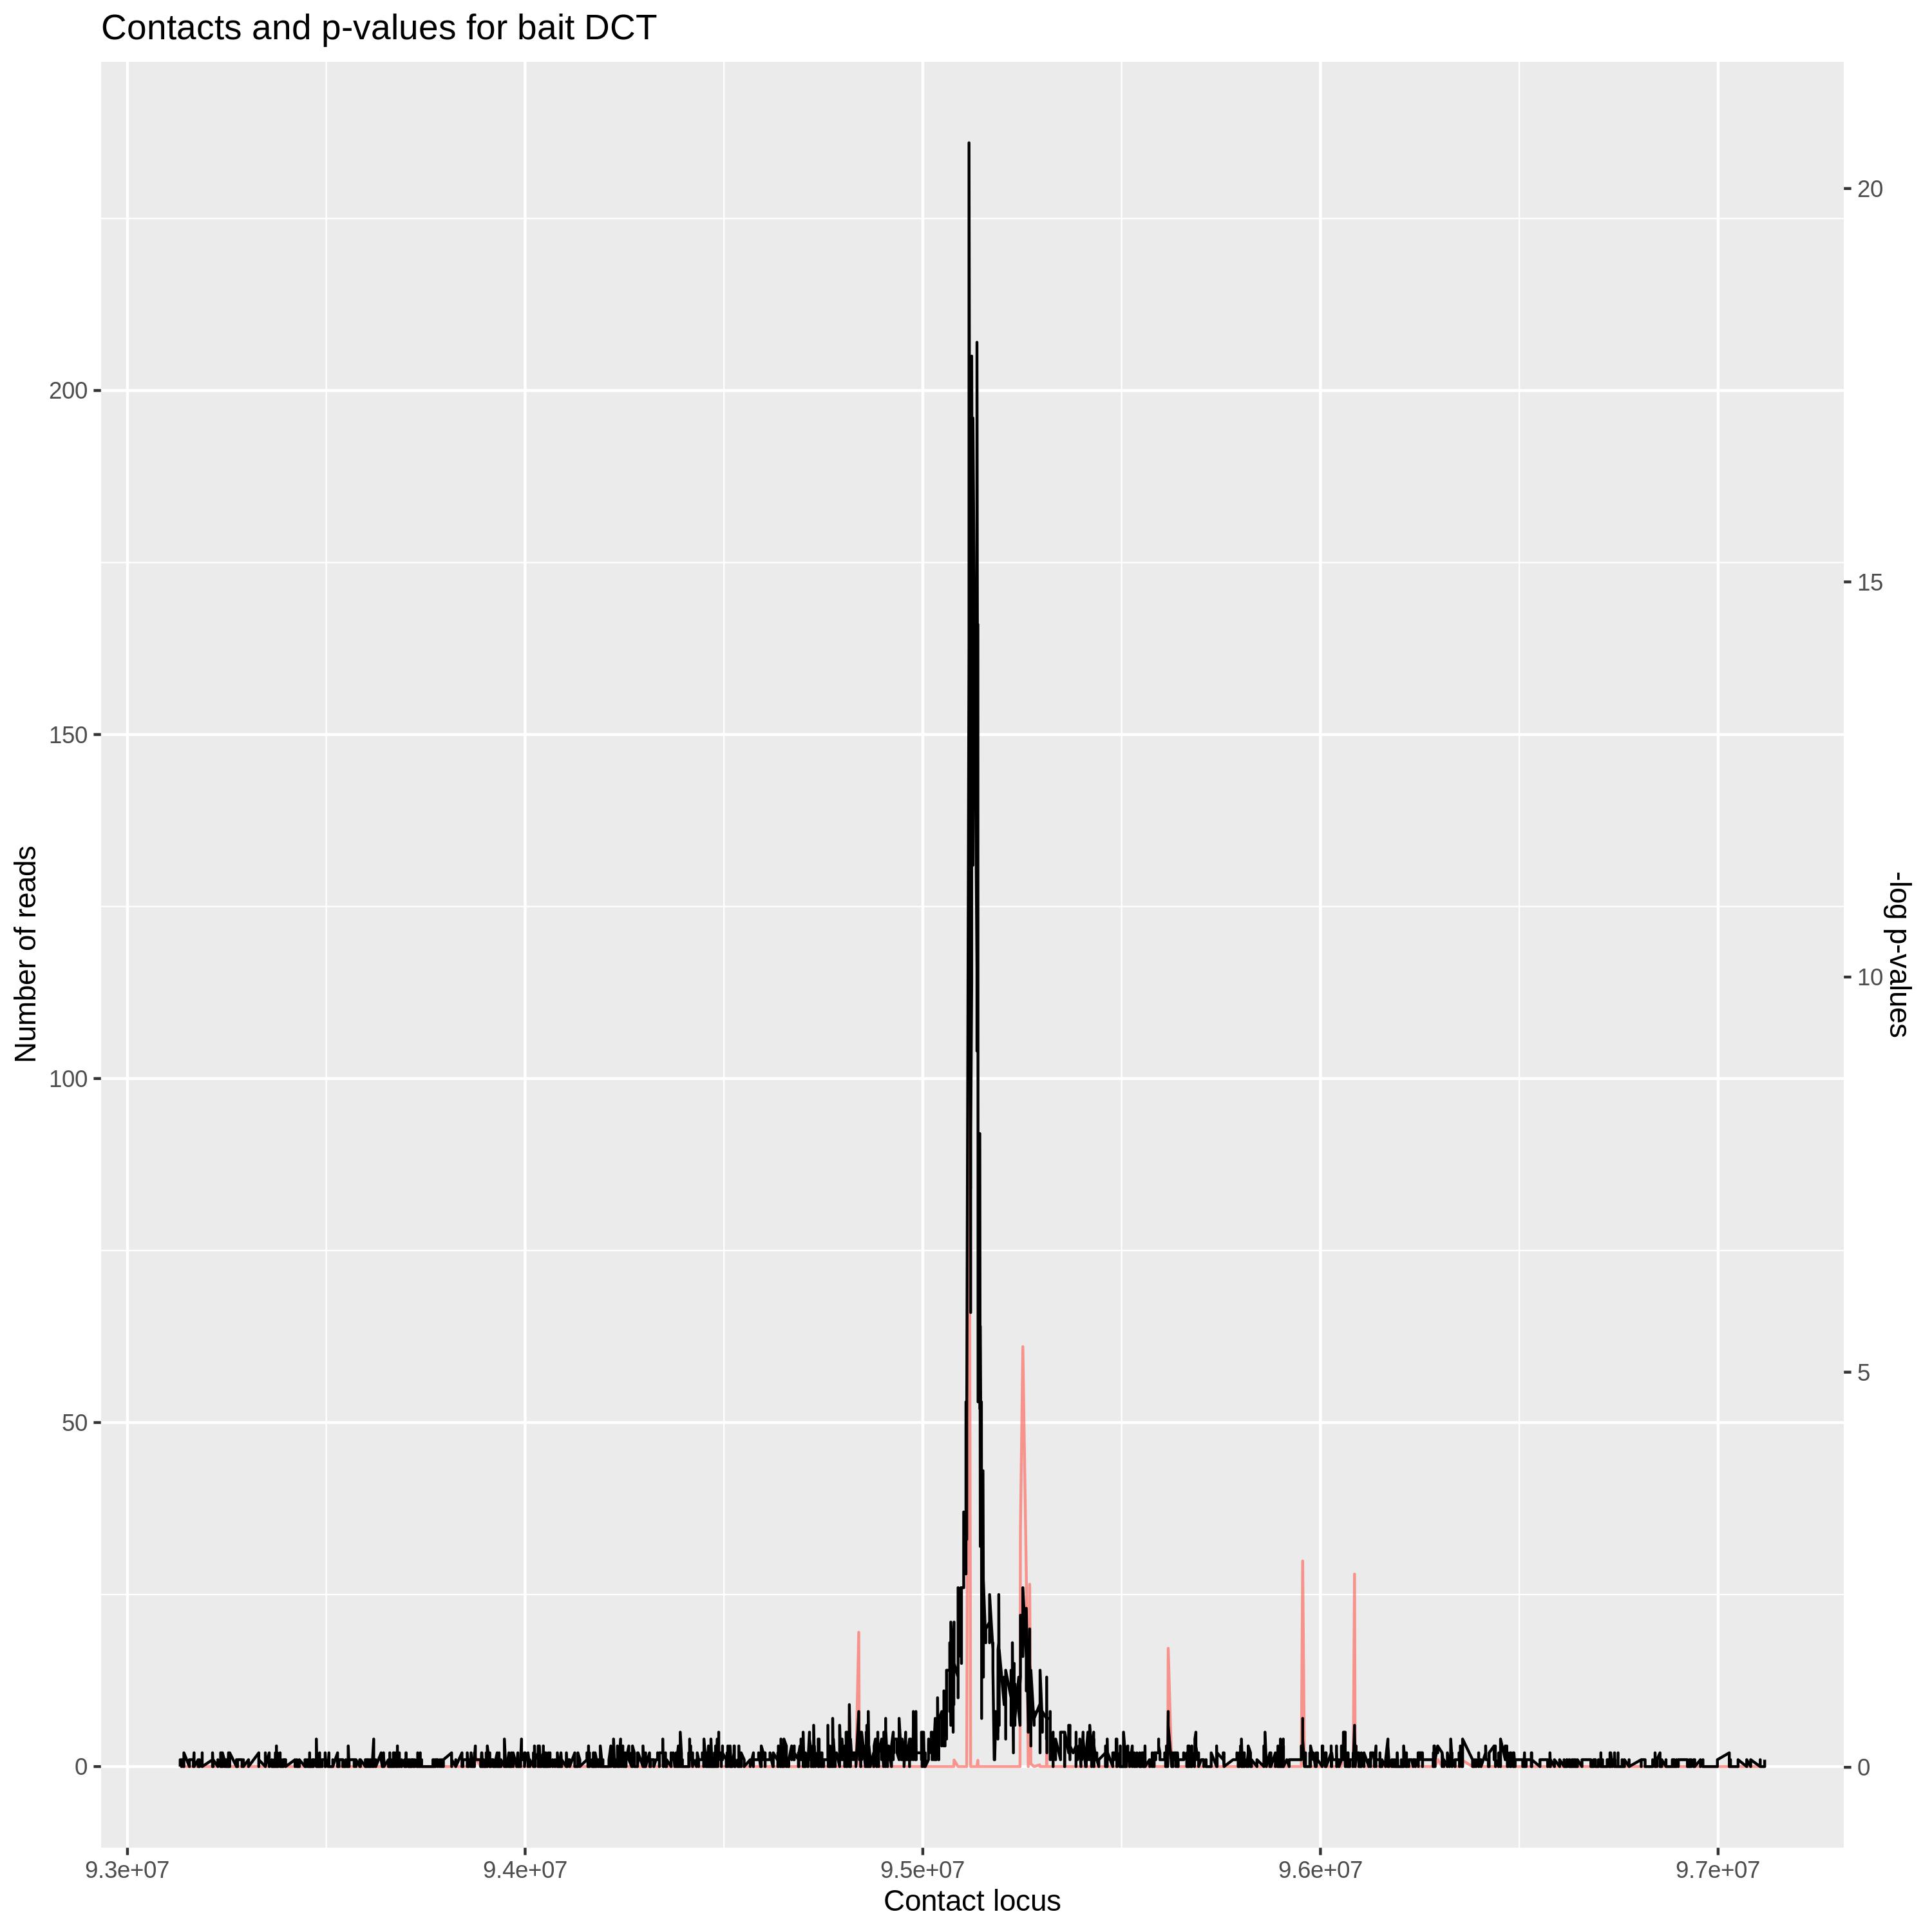 Contacts and p-values for bait DCT
20
200
15
150
Number of reads
-log p-values
10
100
5
50
0
0
9.3e+07
9.4e+07
9.5e+07
9.6e+07
9.7e+07
Contact locus